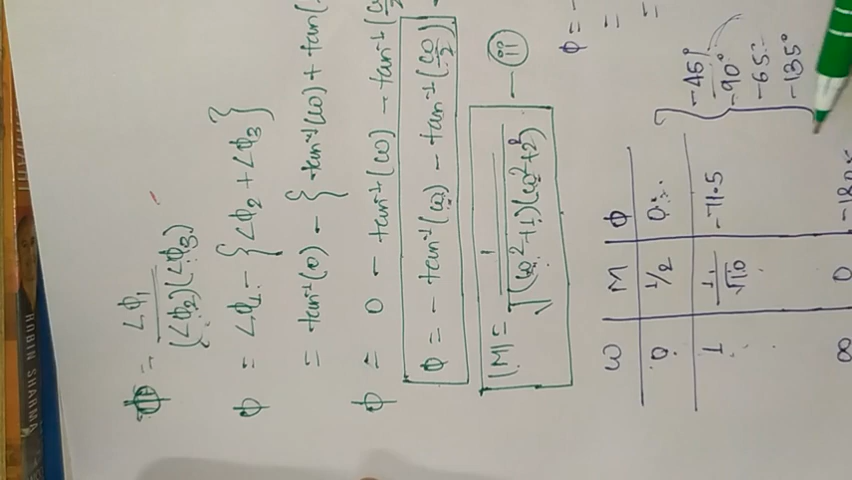 ϕ = ∠ϕ1 / (∠ϕ2)(∠ϕ3)
ϕ = ∠ϕ1 - {∠ϕ2 + ∠ϕ3}
= tan⁻¹(0) - { tan⁻¹(ω) + tan(
ϕ = 0 - tan⁻¹(ω) - tan⁻¹(ω/2
ϕ = - tan⁻¹(ω) - tan⁻¹(ω/2)
|M| = 1 / √(ω²+1)(ω²+2²) — ii
ϕ = -
=
=
ω | M | ϕ
0 | 1/2 | 0°
1 | 1/√10 | -71.5
∞ | 0
-45°
-90°
-65
-135°
ROBIN SHARMA